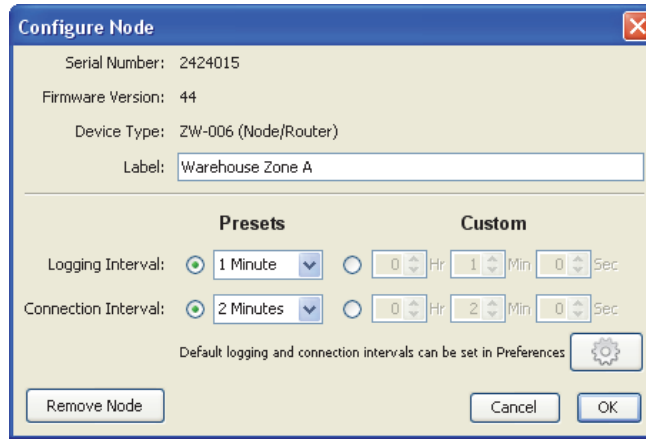 Configure Node
Serial Number: 2424015
Firmware Version: 44
Device Type: ZW-006 (Node/Router)
Label: Warehouse Zone A
Presets Custom
Logging Interval: 1 Minute 0 Hr 1 Min 0 Sec
Connection Interval: 2 Minutes 0 Hr 2 Min 0 Sec
Default logging and connection intervals can be set in Preferences
Remove Node Cancel OK